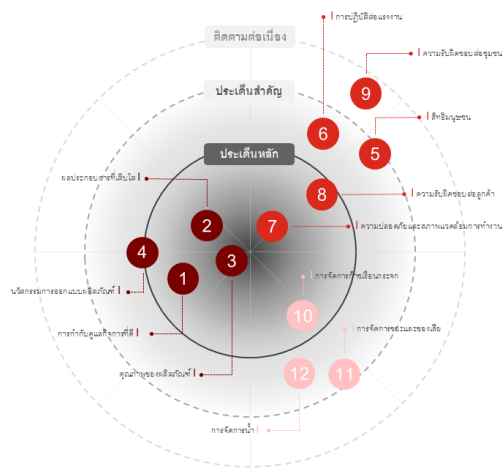 ติดตามต่อเนื่อง
การปฏิบัติต่อแรงงาน
ความรับผิดชอบต่อชุมชน
9
ประเด็นสำคัญ
6
สิทธิมนุษยชน
5
ประเด็นหลัก
ผลประกอบการที่เติบโต
8
ความรับผิดชอบต่อลูกค้า
2
7
ความปลอดภัยและสภาพแวดล้อมการทำงาน
4
3
1
การจัดการก๊าซเรือนกระจก
นวัตกรรมการออกแบบผลิตภัณฑ์
10
การกำกับดูแลกิจการที่ดี
การจัดการขยะและของเสีย
คุณภาพของผลิตภัณฑ์
12
11
การจัดการน้ำ